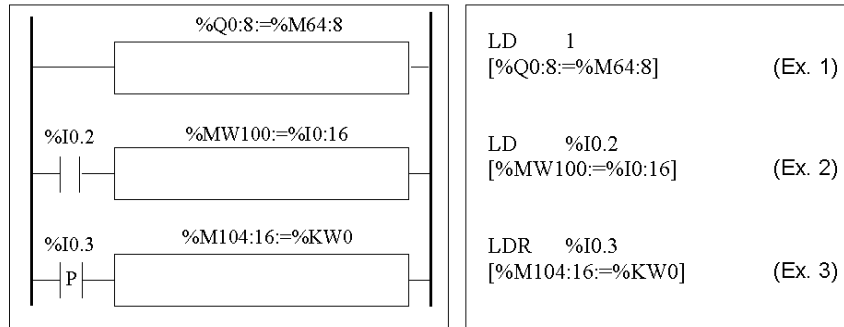 %Q0:8:=%M64:8
%I0.2
%MW100:=%I0:16
%I0.3
%M104:16:=%KW0
P
LD 1
[%Q0:8:=%M64:8] (Ex. 1)
LD %I0.2
[%MW100:=%I0:16] (Ex. 2)
LDR %I0.3
[%M104:16:=%KW0] (Ex. 3)